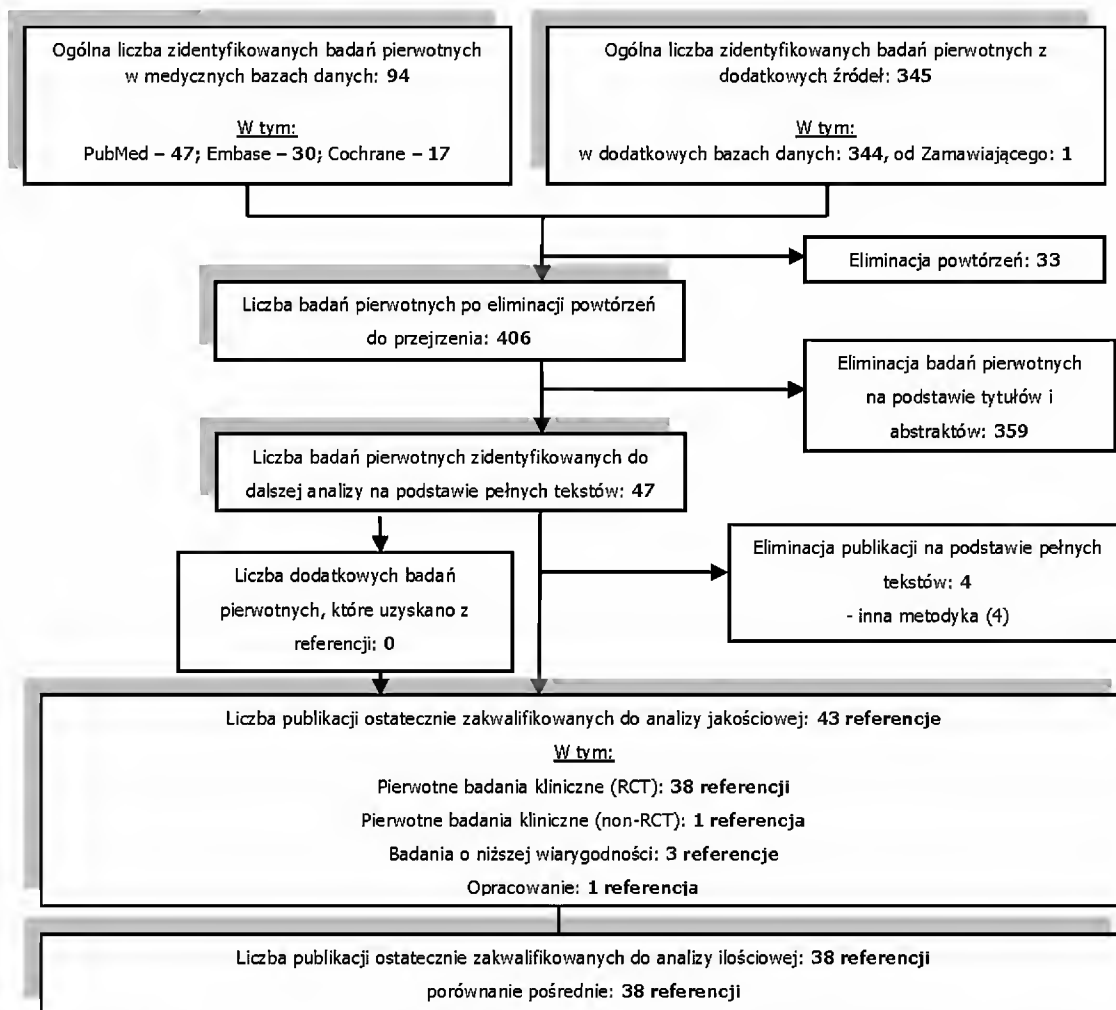 Ogólna liczba zidentyfikowanych badań pierwotnych
w medycznych bazach danych: 94
W tym:
PubMed – 47; Embase – 30; Cochrane – 17
Ogólna liczba zidentyfikowanych badań pierwotnych z
dodatkowych źródeł: 345
W tym:
w dodatkowych bazach danych: 344, od Zamawiającego: 1
Eliminacja powtórzeń: 33
Liczba badań pierwotnych po eliminacji powtórzeń
do przejrzenia: 406
Eliminacja badań pierwotnych
na podstawie tytułów i
abstraktów: 359
Liczba badań pierwotnych zidentyfikowanych do
dalszej analizy na podstawie pełnych tekstów: 47
Liczba dodatkowych badań
pierwotnych, które uzyskano z
referencji: 0
Eliminacja publikacji na podstawie pełnych
tekstów: 4
- inna metodyka (4)
Liczba publikacji ostatecznie zakwalifikowanych do analizy jakościowej: 43 referencje
W tym:
Pierwotne badania kliniczne (RCT): 38 referencji
Pierwotne badania kliniczne (non-RCT): 1 referencja
Badania o niższej wiarygodności: 3 referencje
Opracowanie: 1 referencja
Liczba publikacji ostatecznie zakwalifikowanych do analizy ilościowej: 38 referencji
porównanie pośrednie: 38 referencji